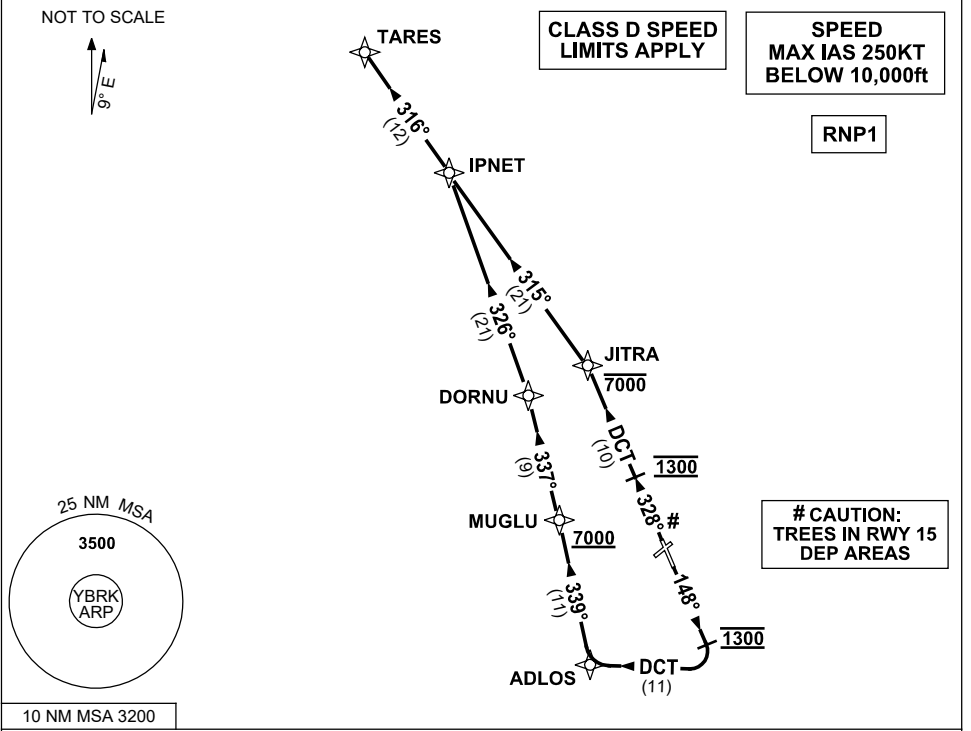 NOT TO SCALE
9° E
TARES
CLASS D SPEED
LIMITS APPLY
SPEED
MAX IAS 250KT
BELOW 10,000ft
RNP1
316°
(12)
IPNET
315°
(21)
326°
(21)
JITRA
7000
DORNU
DCT
(10)
1300
337°
(9)
328°
#
MUGLU
7000
# CAUTION:
TREES IN RWY 15
DEP AREAS
25 NM MSA
3500
YBRK
ARP
339°
(11)
148°
1300
ADLOS
DCT
(11)
10 NM MSA 3200